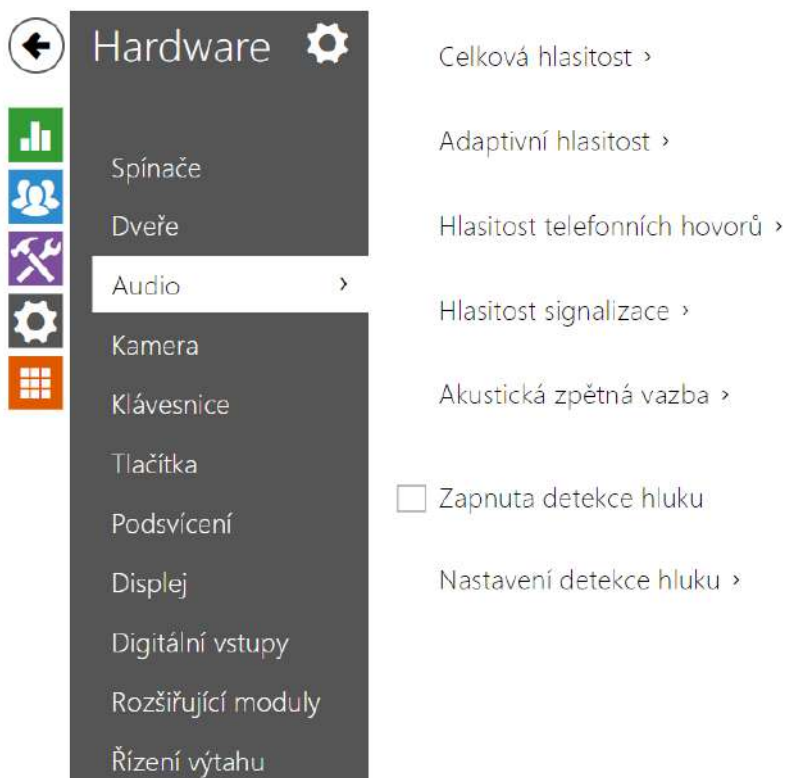 Hardware
Spínače
Dveře
Audio ›
Kamera
Klávesnice
Tlačítka
Podsvícení
Displej
Digitální vstupy
Rozšiřující moduly
Řízení výtahu
Celková hlasitost ›
Adaptivní hlasitost ›
Hlasitost telefonních hovorů ›
Hlasitost signalizace ›
Akustická zpětná vazba ›
Zapnuta detekce hluku
Nastavení detekce hluku ›